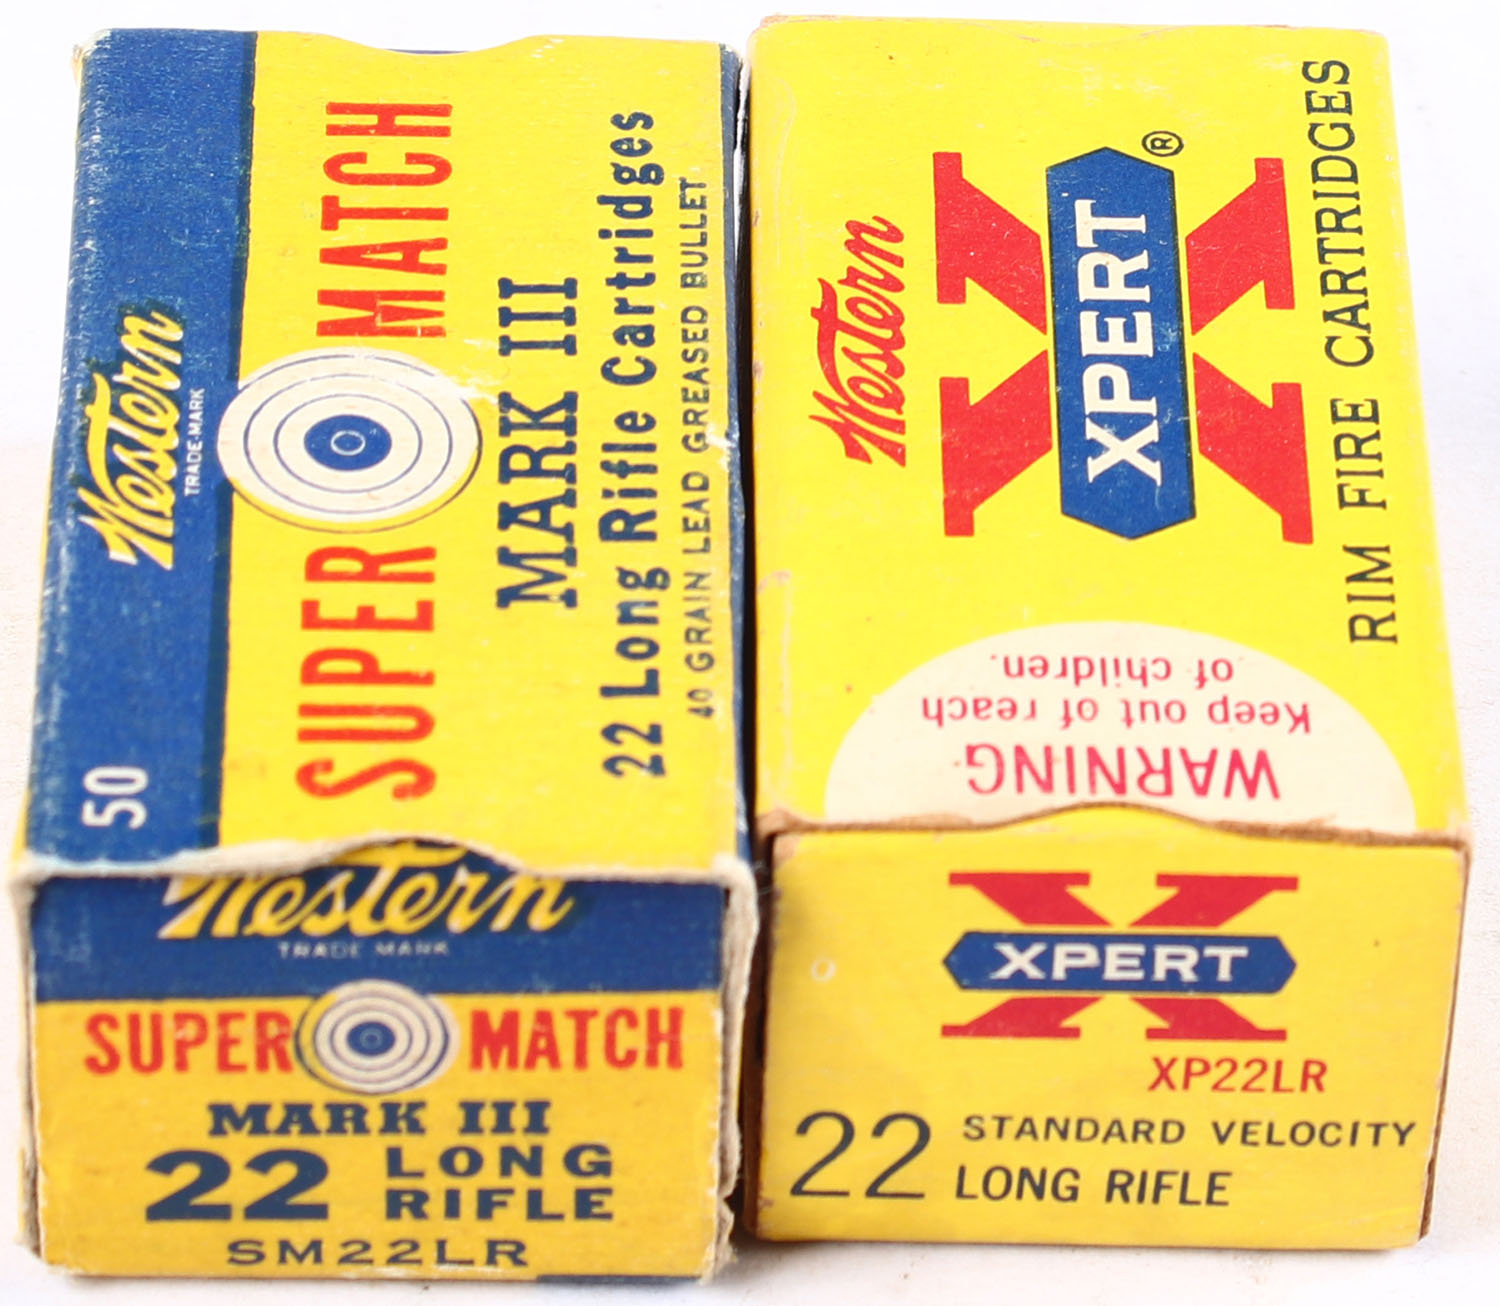 50
Western
TRADE-MARK
SUPER MATCH
MARK III
22 Long Rifle Cartridges
40 GRAIN LEAD GREASED BULLET
Western
TRADE MARK
SUPER MATCH
MARK III
22 LONG
RIFLE
SM22LR
Western
XPERT ®
RIM FIRE CARTRIDGES
WARNING
Keep out of reach
of children.
XPERT
XP22LR
22 STANDARD VELOCITY
LONG RIFLE